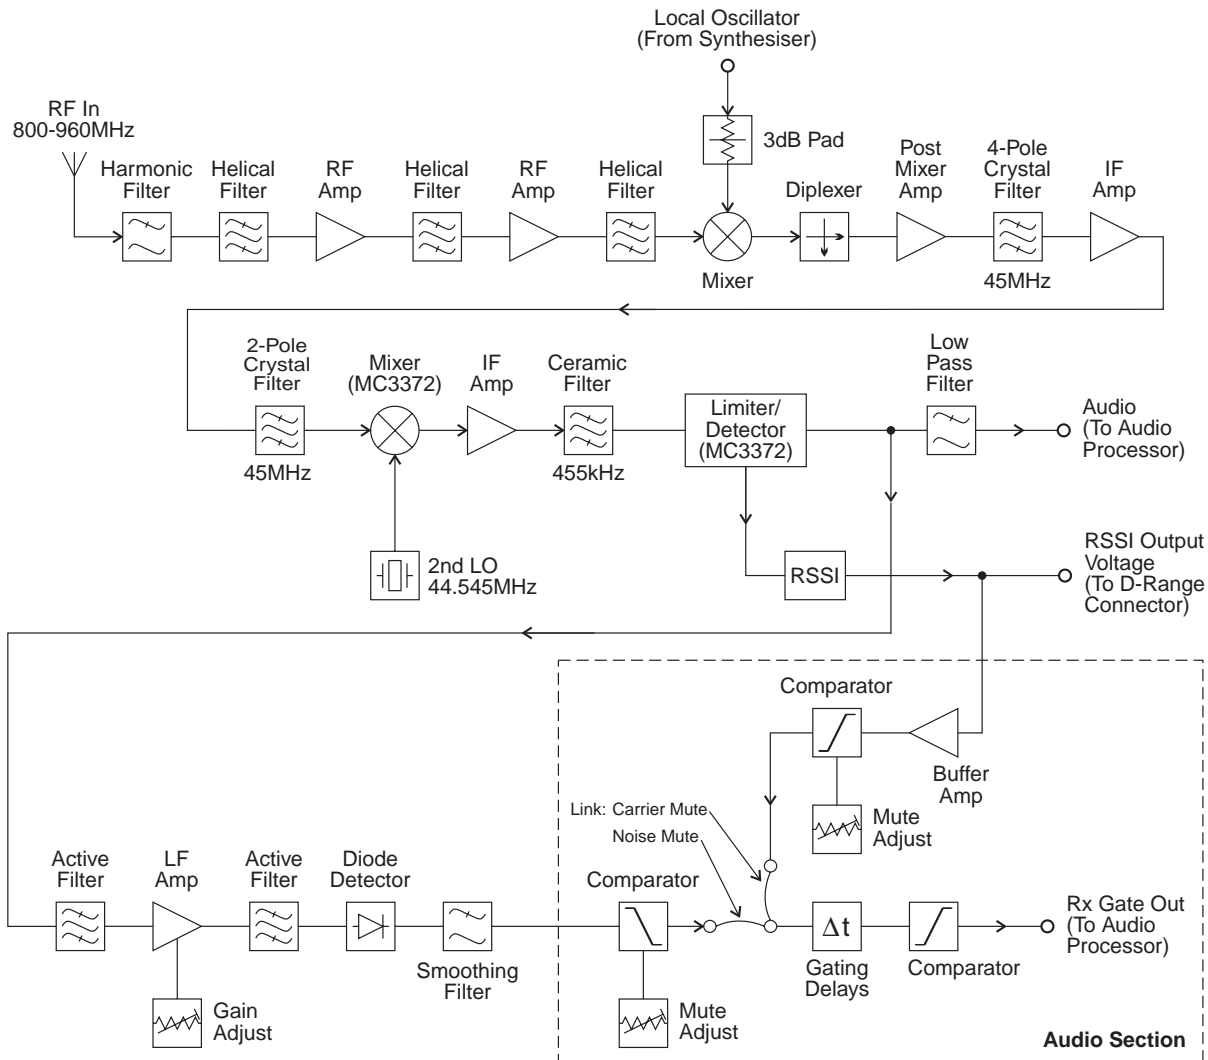 Local Oscillator
(From Synthesiser)
RF In
800-960MHz
3dB Pad
Harmonic
Filter
Helical
Filter
RF
Amp
Helical
Filter
RF
Amp
Helical
Filter
Diplexer
Post
Mixer
Amp
4-Pole
Crystal
Filter
IF
Amp
Mixer
45MHz
2-Pole
Crystal
Filter
Mixer
(MC3372)
IF
Amp
Ceramic
Filter
Limiter/
Detector
(MC3372)
Low
Pass
Filter
Audio
(To Audio
Processor)
45MHz
455kHz
2nd LO
44.545MHz
RSSI
RSSI Output
Voltage
(To D-Range
Connector)
Comparator
Buffer
Amp
Mute
Adjust
Link: Carrier Mute
Noise Mute
Active
Filter
LF
Amp
Active
Filter
Diode
Detector
Smoothing
Filter
Comparator
Δt
Gating
Delays
Comparator
Rx Gate Out
(To Audio
Processor)
Gain
Adjust
Mute
Adjust
Audio Section